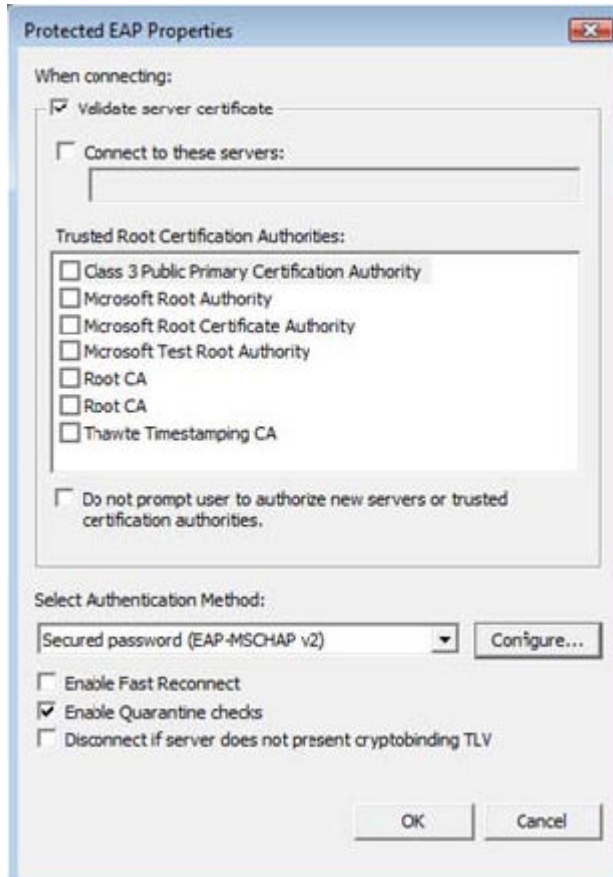 Protected EAP Properties
When connecting:
Validate server certificate
Connect to these servers:
Trusted Root Certification Authorities:
Class 3 Public Primary Certification Authority
Microsoft Root Authority
Microsoft Root Certificate Authority
Microsoft Test Root Authority
Root CA
Root CA
Thawte Timestamping CA
Do not prompt user to authorize new servers or trusted
certification authorities.
Select Authentication Method:
Secured password (EAP-MSCHAP v2)
Configure...
Enable Fast Reconnect
Enable Quarantine checks
Disconnect if server does not present cryptobinding TLV
OK
Cancel